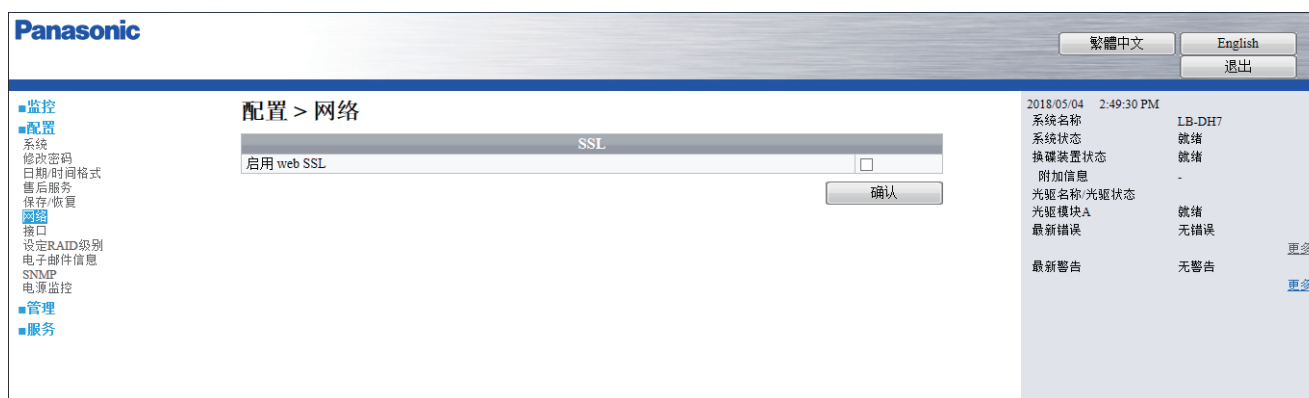 Panasonic
繁體中文
English
退出
■监控
■配置
系统
修改密码
日期/时间格式
售后服务
保存/恢复
网络
接口
设定RAID级别
电子邮件信息
SNMP
电源监控
■管理
■服务
配置 > 网络
SSL
启用 web SSL
确认
2018/05/04 2:49:30 PM
系统名称 LB-DH7
系统状态 就绪
换碟装置状态 就绪
附加信息 -
光驱名称/光驱状态
光驱模块A 就绪
最新错误 无错误
更多
最新警告 无警告
更多